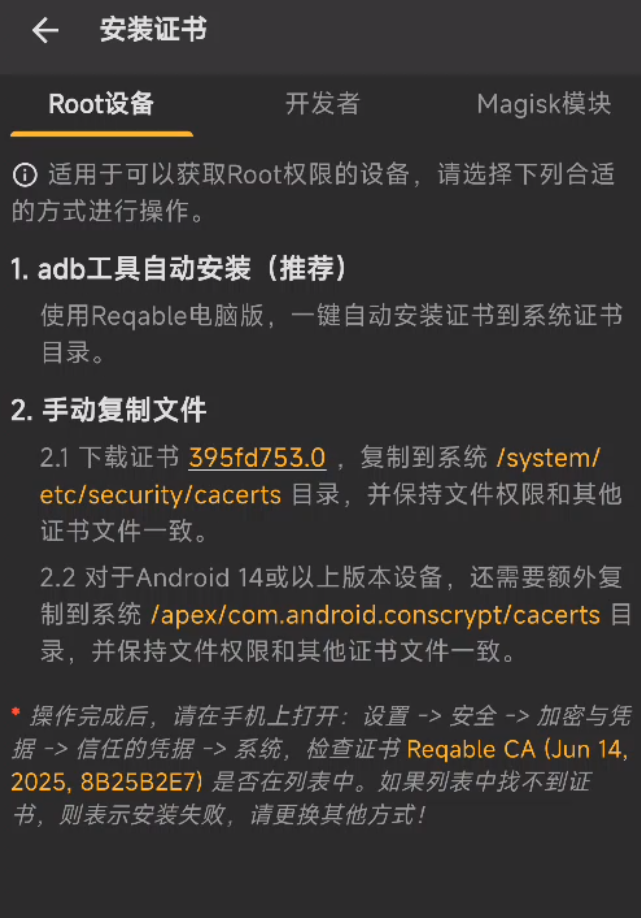 安装证书
Root设备 开发者 Magisk模块
适用于可以获取Root权限的设备，请选择下列合适
的方式进行操作。
1. adb工具自动安装（推荐）
使用Reqable电脑版，一键自动安装证书到系统证书
目录。
2. 手动复制文件
2.1 下载证书 395fd753.0 ，复制到系统 /system/
etc/security/cacerts 目录，并保持文件权限和其他
证书文件一致。
2.2 对于Android 14或以上版本设备，还需要额外复
制到系统 /apex/com.android.conscrypt/cacerts 目
录，并保持文件权限和其他证书文件一致。
* 操作完成后，请在手机上打开：设置 -> 安全 -> 加密与凭
据 -> 信任的凭据 -> 系统，检查证书 Reqable CA (Jun 14,
2025, 8B25B2E7) 是否在列表中。如果列表中找不到证
书，则表示安装失败，请更换其他方式！